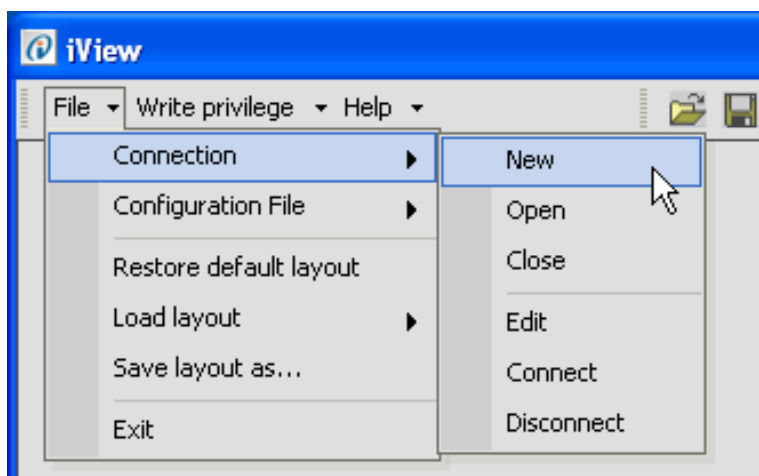 iView
File Write privilege Help
Connection
Configuration File
Restore default layout
Load layout
Save layout as...
Exit
New
Open
Close
Edit
Connect
Disconnect